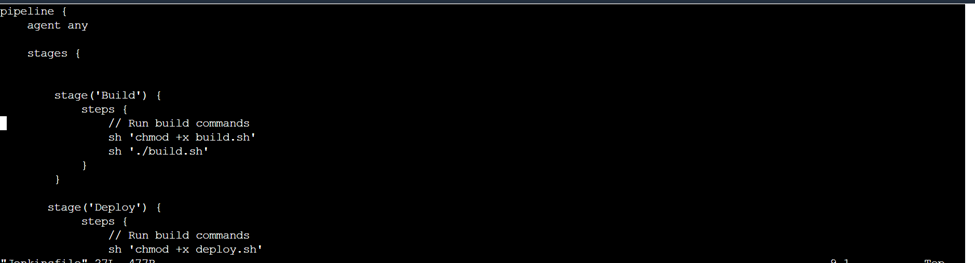 pipeline {
    agent any
    stages {
        stage('Build') {
            steps {
                // Run build commands
                sh 'chmod +x build.sh'
                sh './build.sh'
            }
        }
       stage('Deploy') {
            steps {
                // Run build commands
                sh 'chmod +x deploy.sh'
"Jenkinsfile" 27L, 477B 9,1 Top